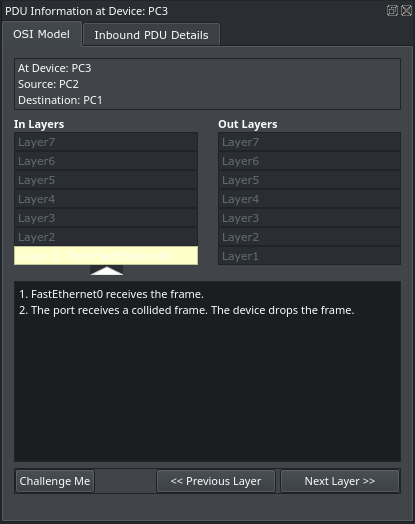 PDU Information at Device: PC3
OSI Model
Inbound PDU Details
At Device: PC3
Source: PC2
Destination: PC1
In Layers
Out Layers
Layer7
Layer7
Layer6
Layer6
Layer5
Layer5
Layer4
Layer4
Layer3
Layer3
Layer2
Layer2
Layer1
1. FastEthernet0 receives the frame.
2. The port receives a collided frame. The device drops the frame.
Challenge Me
<< Previous Layer
Next Layer >>